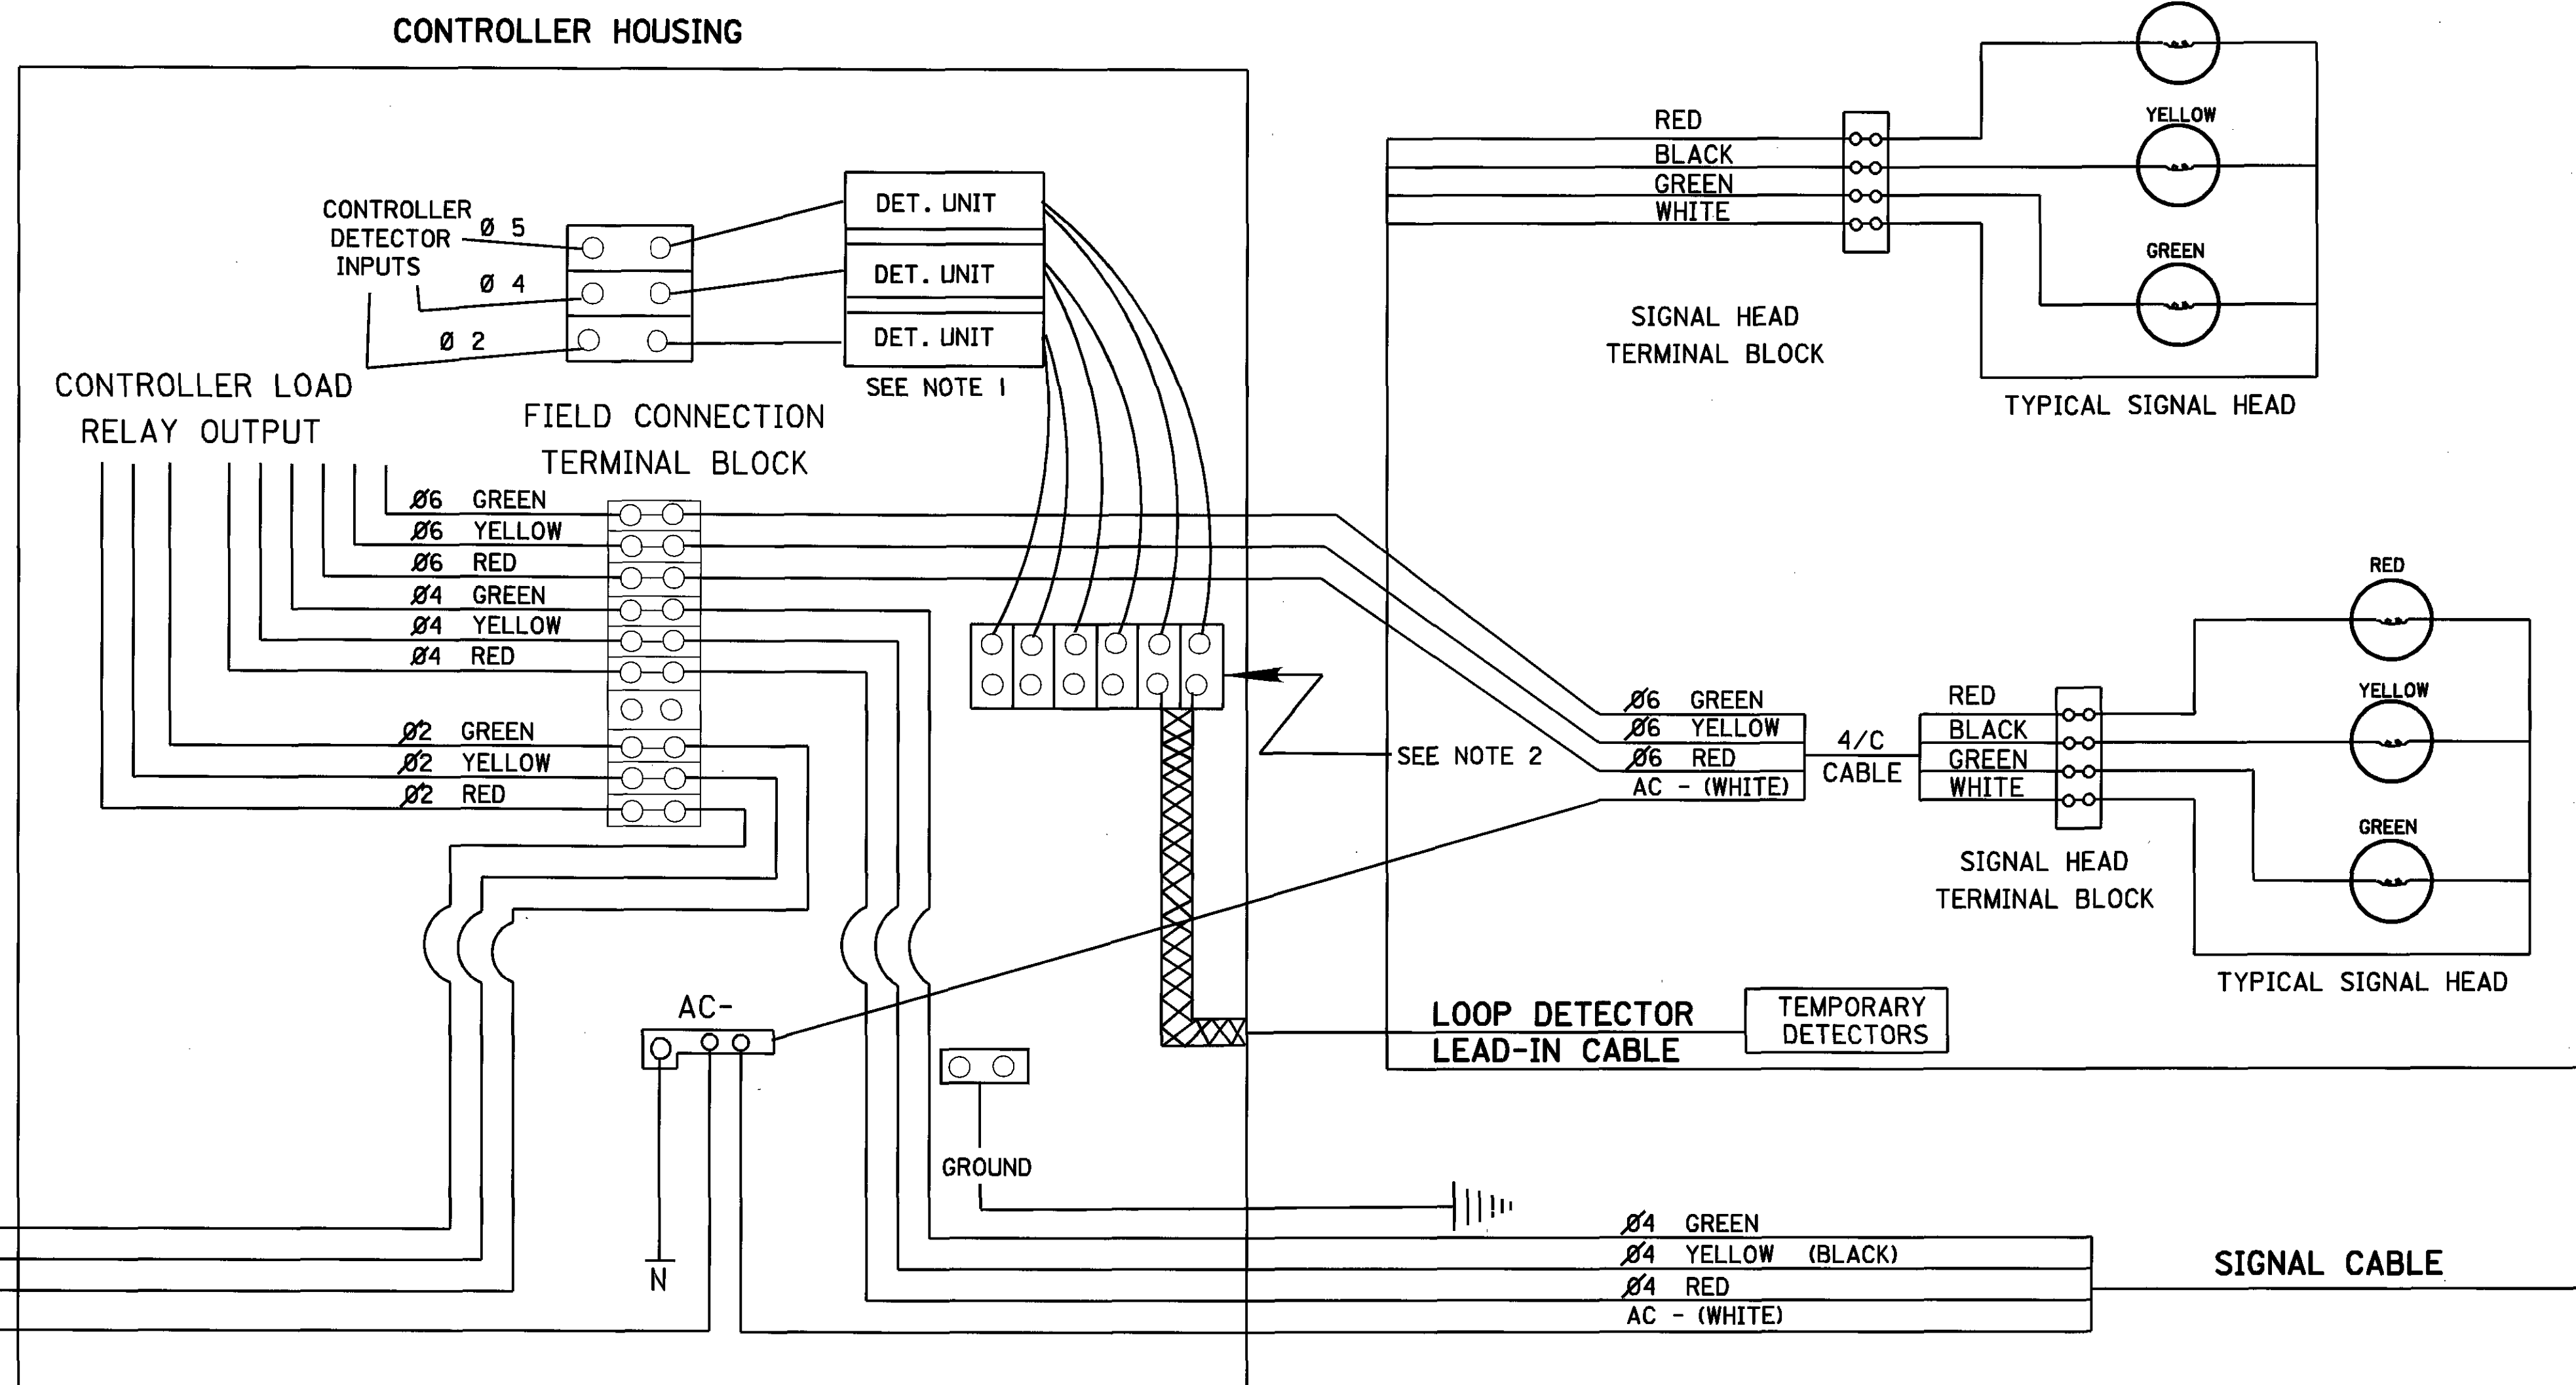 CONTROLLER HOUSING
CONTROLLER
DETECTOR
INPUTS
Ø 5
Ø 4
Ø 2
DET. UNIT
DET. UNIT
DET. UNIT
SEE NOTE 1
CONTROLLER LOAD
RELAY OUTPUT
FIELD CONNECTION
TERMINAL BLOCK
Ø6 GREEN
Ø6 YELLOW
Ø6 RED
Ø4 GREEN
Ø4 YELLOW
Ø4 RED
Ø2 GREEN
Ø2 YELLOW
Ø2 RED
AC-
N
GROUND
SEE NOTE 2
RED
BLACK
GREEN
WHITE
SIGNAL HEAD
TERMINAL BLOCK
YELLOW
GREEN
TYPICAL SIGNAL HEAD
Ø6 GREEN
Ø6 YELLOW
Ø6 RED
AC - (WHITE)
4/C
CABLE
RED
BLACK
GREEN
WHITE
SIGNAL HEAD
TERMINAL BLOCK
RED
YELLOW
GREEN
TYPICAL SIGNAL HEAD
LOOP DETECTOR
LEAD-IN CABLE
TEMPORARY
DETECTORS
Ø4 GREEN
Ø4 YELLOW (BLACK)
Ø4 RED
AC - (WHITE)
SIGNAL CABLE